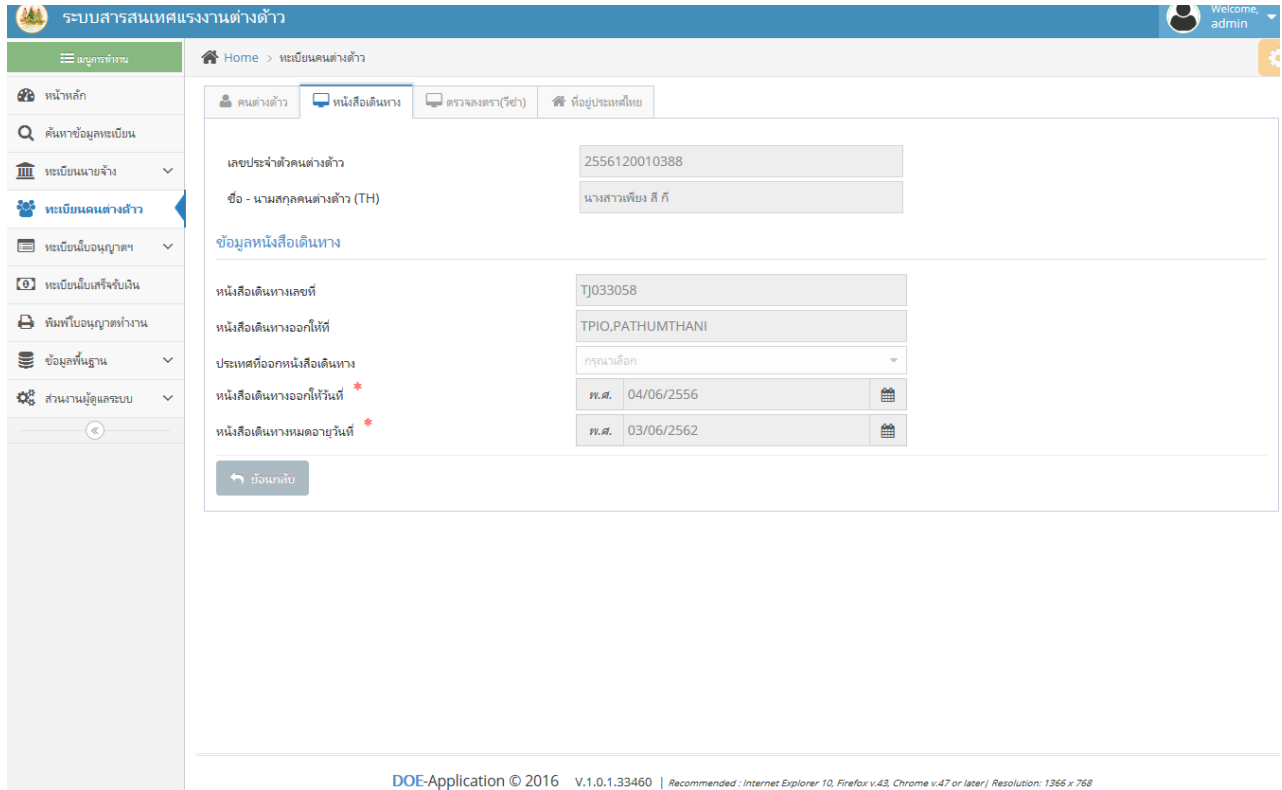 ระบบสารสนเทศแรงงานต่างด้าว
Welcome,
admin
เมนูการทำงาน
Home > ทะเบียนคนต่างด้าว
หน้าหลัก
ค้นหาข้อมูลทะเบียน
ทะเบียนนายจ้าง
ทะเบียนคนต่างด้าว
ทะเบียนใบอนุญาตฯ
ทะเบียนใบเสร็จรับเงิน
พิมพ์ใบอนุญาตทำงาน
ข้อมูลพื้นฐาน
ส่วนงานผู้ดูแลระบบ
คนต่างด้าว หนังสือเดินทาง ตรวจลงตรา(วีซ่า) ที่อยู่ประเทศไทย
เลขประจำตัวคนต่างด้าว 2556120010388
ชื่อ - นามสกุลคนต่างด้าว (TH) นางสาวเพียง สี กี
ข้อมูลหนังสือเดินทาง
หนังสือเดินทางเลขที่ TJ033058
หนังสือเดินทางออกให้ที่ TPIO,PATHUMTHANI
ประเทศที่ออกหนังสือเดินทาง กรุณาเลือก
หนังสือเดินทางออกให้วันที่ * พ.ศ. 04/06/2556
หนังสือเดินทางหมดอายุวันที่ * พ.ศ. 03/06/2562
ย้อนกลับ
DOE-Application © 2016 V.1.0.1.33460 | Recommended : Internet Explorer 10, Firefox v.43, Chrome v.47 or later| Resolution: 1366 x 768